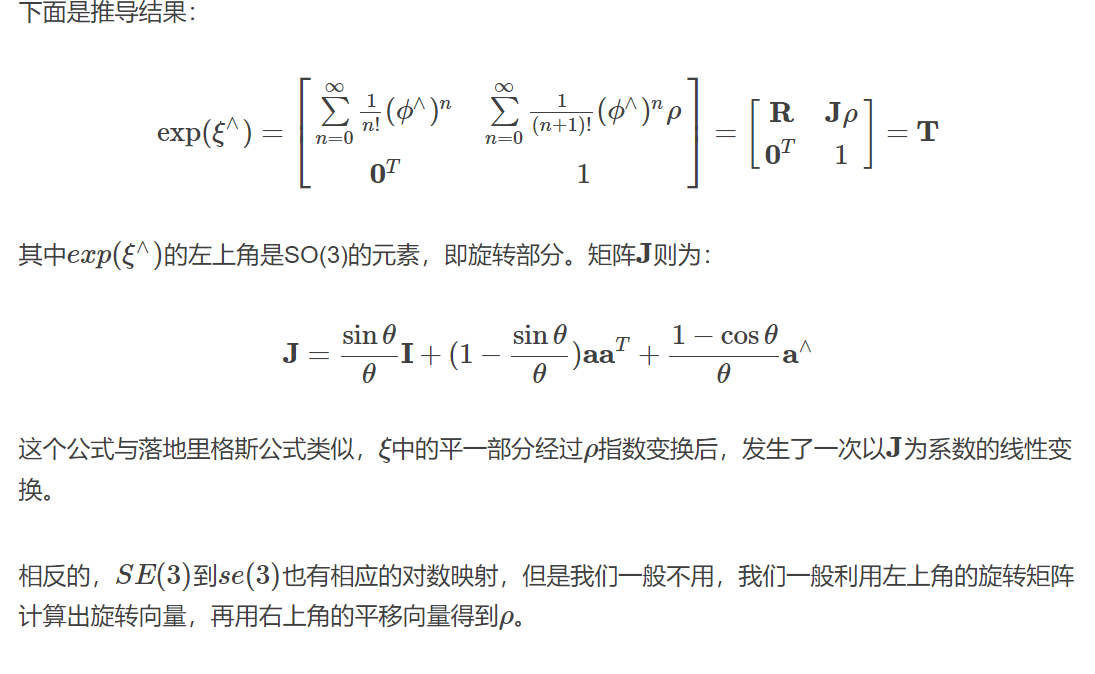 下面是推导结果：
$$\exp(\xi^\wedge) = \begin{bmatrix} \sum_{n=0}^{\infty} \frac{1}{n!}(\phi^\wedge)^n & \sum_{n=0}^{\infty} \frac{1}{(n+1)!}(\phi^\wedge)^n \rho \\ \mathbf{0}^T & 1 \end{bmatrix} = \begin{bmatrix} \mathbf{R} & \mathbf{J}\rho \\ \mathbf{0}^T & 1 \end{bmatrix} = \mathbf{T}$$
其中$exp(\xi^\wedge)$的左上角是SO(3)的元素，即旋转部分。矩阵$\mathbf{J}$则为：
$$\mathbf{J} = \frac{\sin\theta}{\theta}\mathbf{I} + (1 - \frac{\sin\theta}{\theta})\mathbf{a}\mathbf{a}^T + \frac{1 - \cos\theta}{\theta}\mathbf{a}^\wedge$$
这个公式与落地里格斯公式类似，$\xi$中的平一部分经过$\rho$指数变换后，发生了一次以$\mathbf{J}$为系数的线性变
换。
相反的，$SE(3)$到$se(3)$也有相应的对数映射，但是我们一般不用，我们一般利用左上角的旋转矩阵
计算出旋转向量，再用右上角的平移向量得到$\rho$。